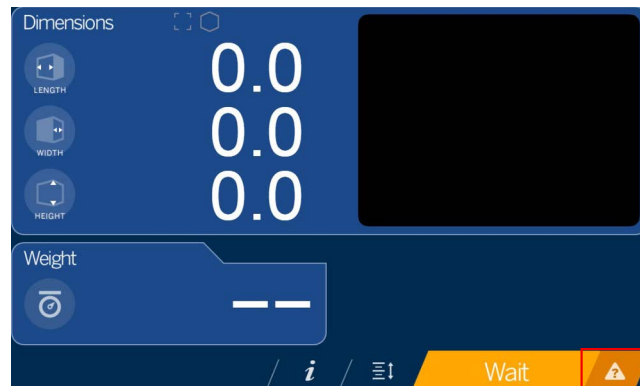 Dimensions
LENGTH
0.0
WIDTH
0.0
HEIGHT
0.0
Weight
--
i
Wait
?